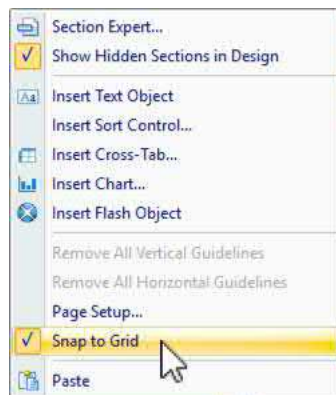 Section Expert...
Show Hidden Sections in Design
Insert Text Object
Insert Sort Control...
Insert Cross-Tab...
Insert Chart...
Insert Flash Object
Remove All Vertical Guidelines
Remove All Horizontal Guidelines
Page Setup...
Snap to Grid
Paste